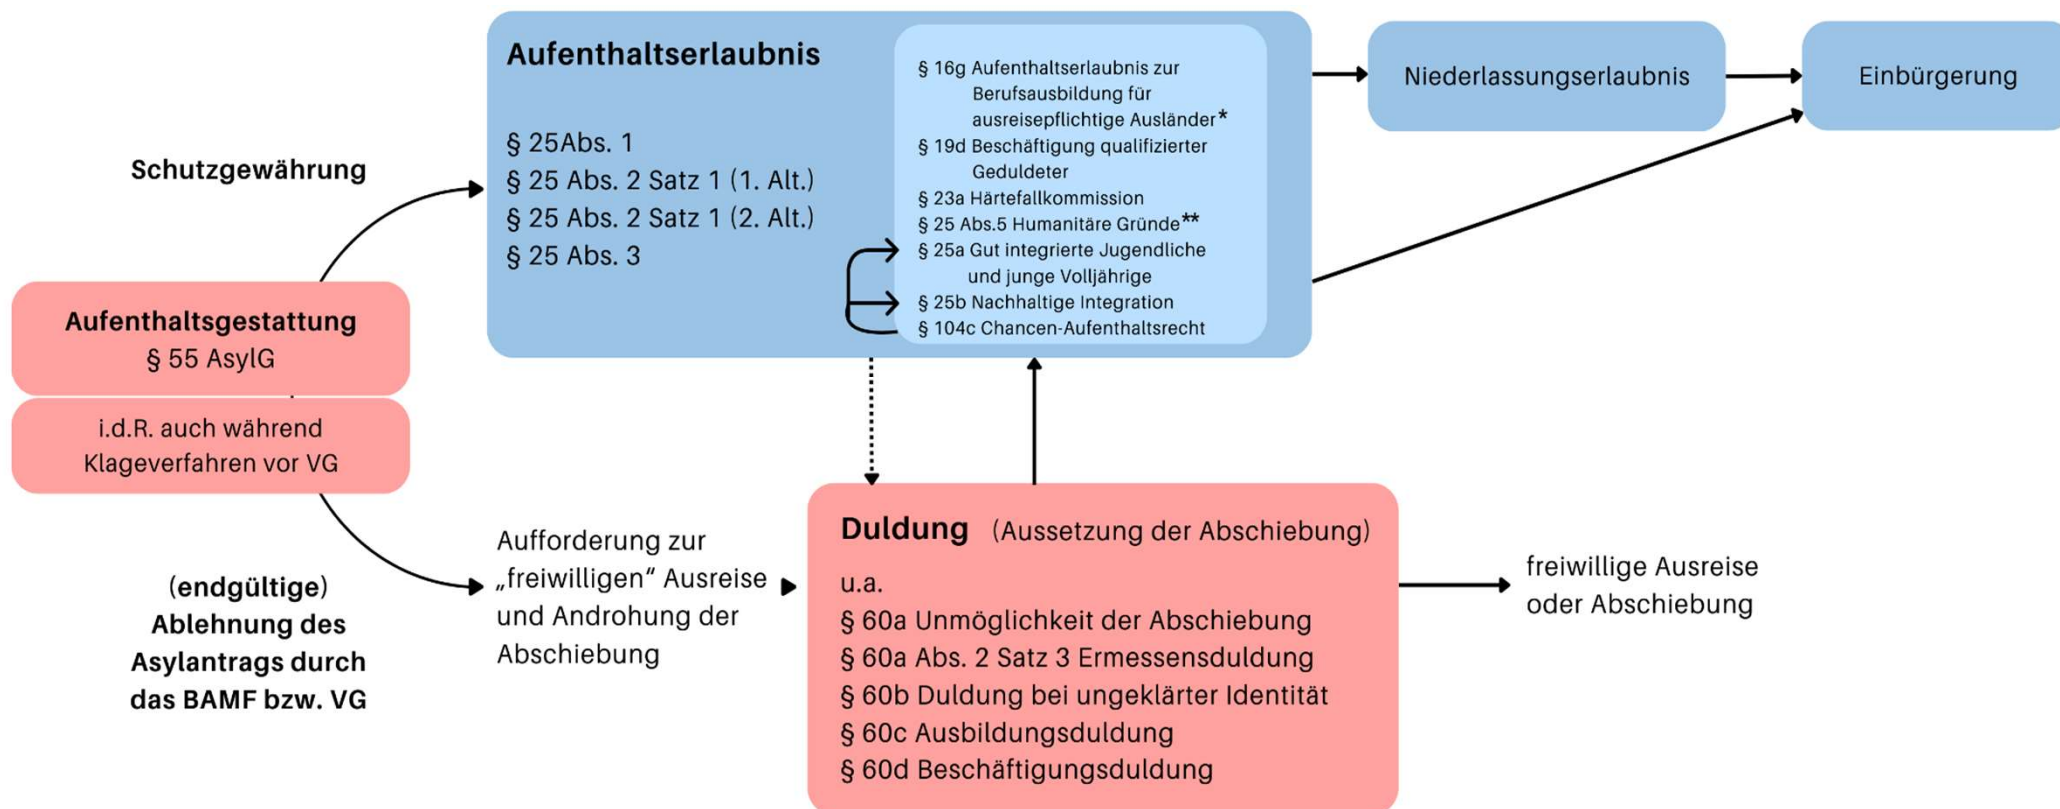 Aufenthaltserlaubnis
§ 25Abs. 1
§ 25 Abs. 2 Satz 1 (1. Alt.)
§ 25 Abs. 2 Satz 1 (2. Alt.)
§ 25 Abs. 3
§ 16g Aufenthaltserlaubnis zur
Berufsausbildung für
ausreisepflichtige Ausländer*
§ 19d Beschäftigung qualifizierter
Geduldeter
§ 23a Härtefallkommission
§ 25 Abs.5 Humanitäre Gründe**
§ 25a Gut integrierte Jugendliche
und junge Volljährige
§ 25b Nachhaltige Integration
§ 104c Chancen-Aufenthaltsrecht
Niederlassungserlaubnis
Einbürgerung
Schutzgewährung
Aufenthaltsgestattung
§ 55 AsylG
i.d.R. auch während
Klageverfahren vor VG
(endgültige)
Ablehnung des
Asylantrags durch
das BAMF bzw. VG
Aufforderung zur
„freiwilligen“ Ausreise
und Androhung der
Abschiebung
Duldung (Aussetzung der Abschiebung)
u.a.
§ 60a Unmöglichkeit der Abschiebung
§ 60a Abs. 2 Satz 3 Ermessensduldung
§ 60b Duldung bei ungeklärter Identität
§ 60c Ausbildungsduldung
§ 60d Beschäftigungsduldung
freiwillige Ausreise
oder Abschiebung